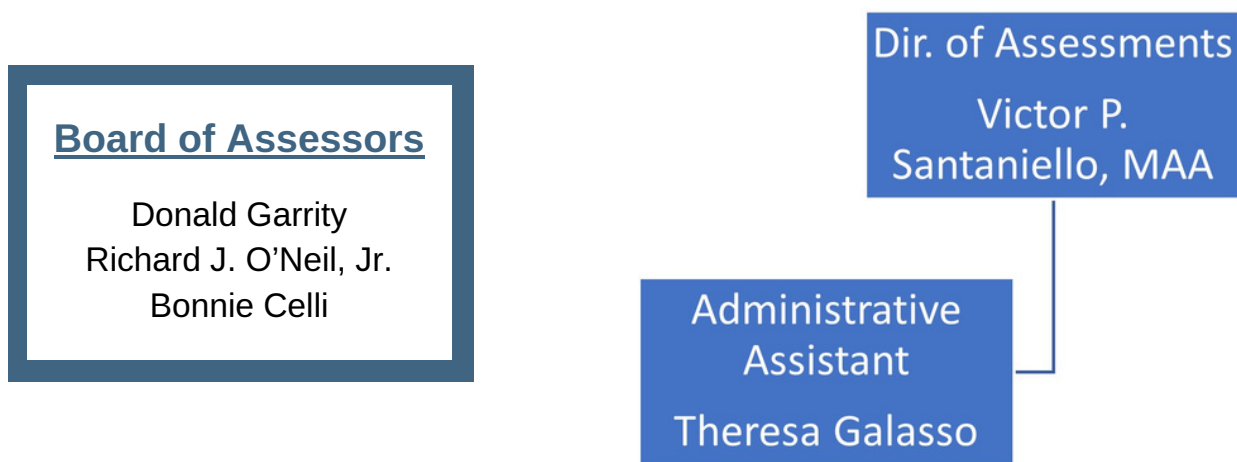 Board of Assessors
Donald Garrity
Richard J. O’Neil, Jr.
Bonnie Celli
Dir. of Assessments
Victor P.
Santaniello, MAA
Administrative
Assistant
Theresa Galasso